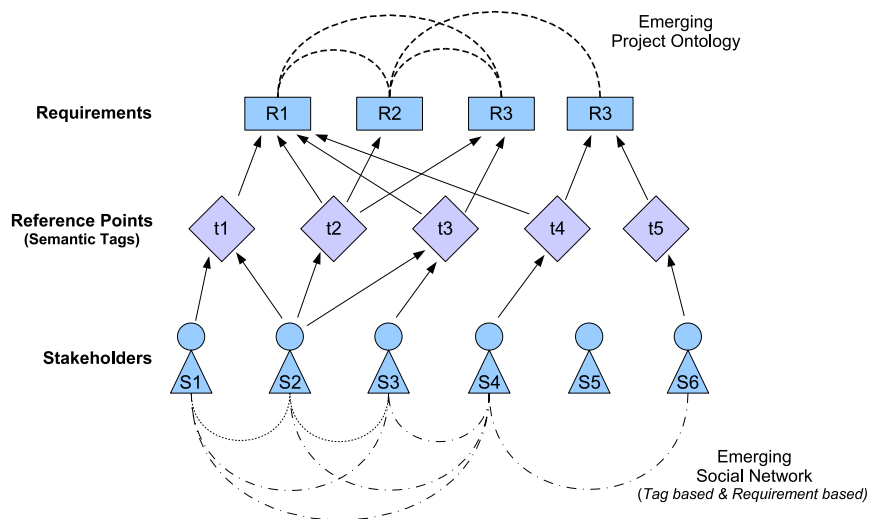 Emerging
Project Ontology
Requirements
R1 R2 R3 R3
Reference Points
(Semantic Tags)
t1 t2 t3 t4 t5
Stakeholders
S1 S2 S3 S4 S5 S6
Emerging
Social Network
(Tag based & Requirement based)